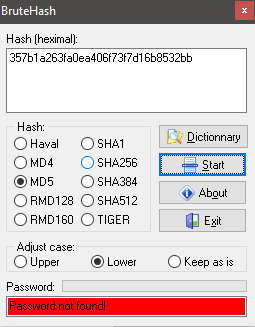 BruteHash
Hash (heximal):
357b1a263fa0ea406f73f7d16b8532bb
Hash:
Haval
SHA1
MD4
SHA256
MD5
SHA384
RMD128
SHA512
RMD160
TIGER
Dictionnary
Start
About
Exit
Adjust case:
Upper
Lower
Keep as is
Password:
Password not found!